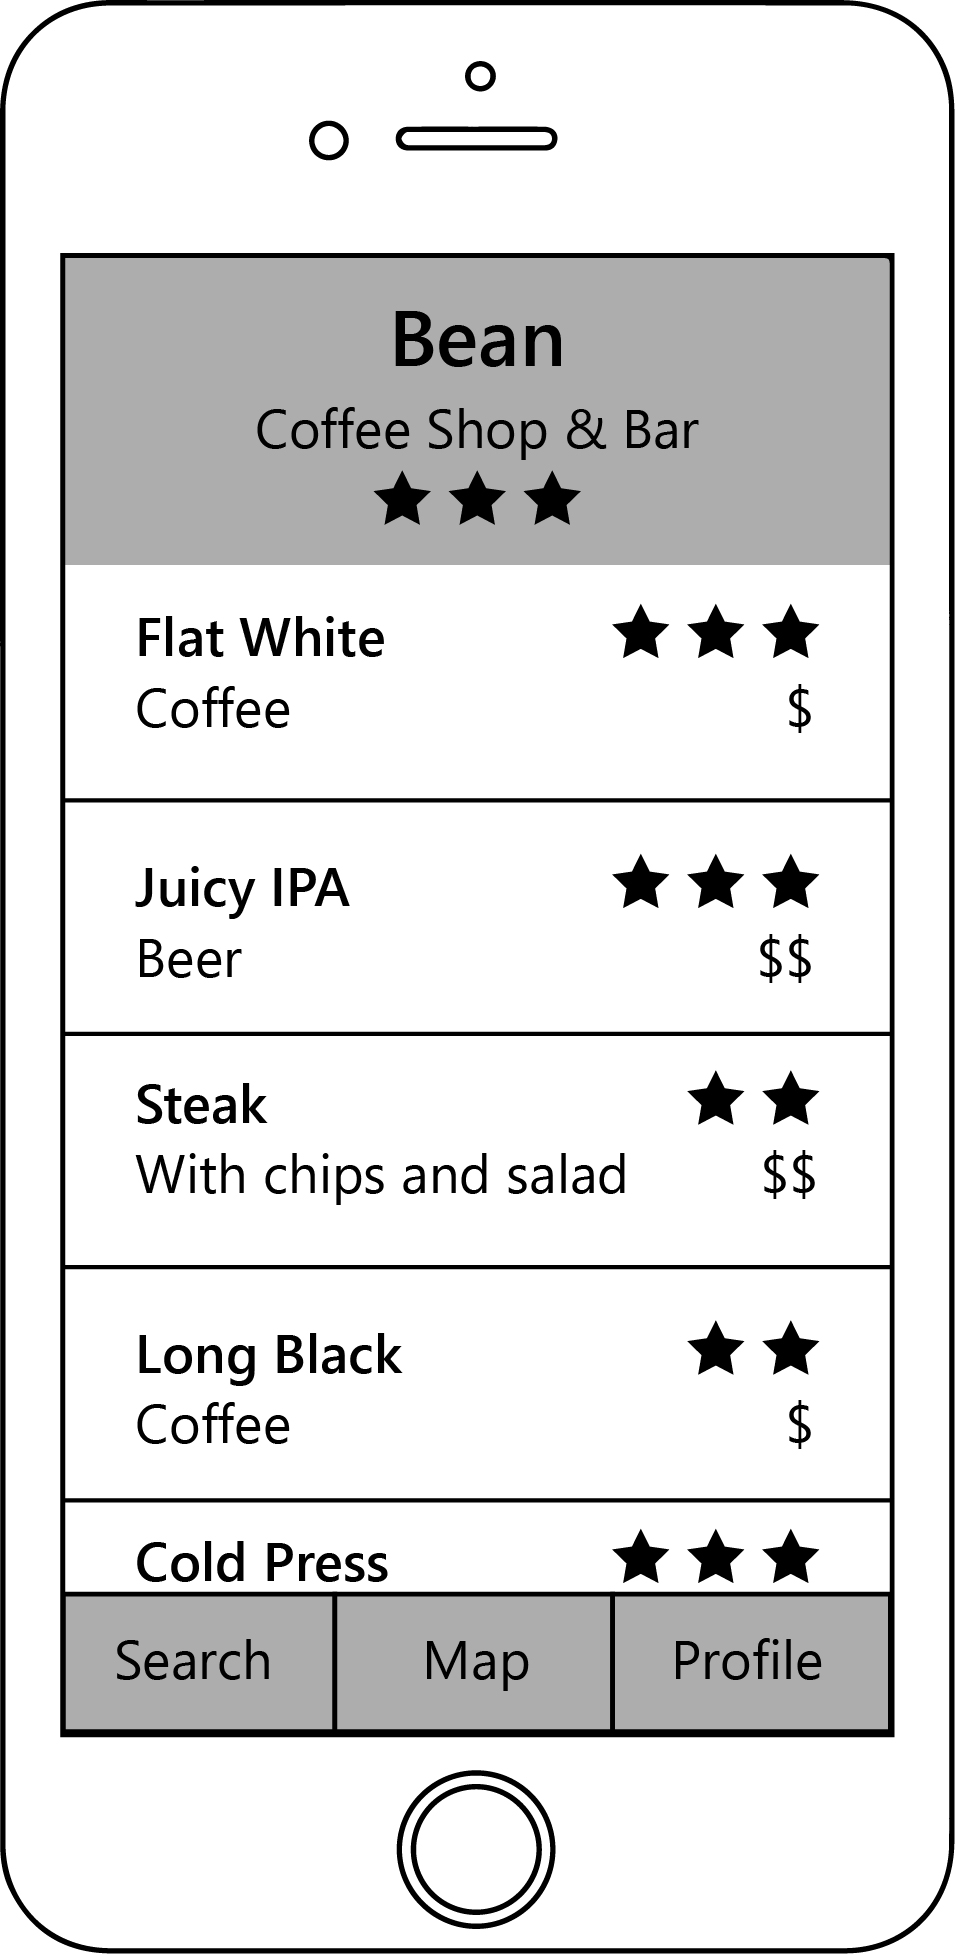 Bean
Coffee Shop & Bar
★ ★ ★
Flat White ★ ★ ★
Coffee $
Juicy IPA ★ ★ ★
Beer $$
Steak ★ ★
With chips and salad $$
Long Black ★ ★
Coffee $
Cold Press ★ ★ ★
Search Map Profile